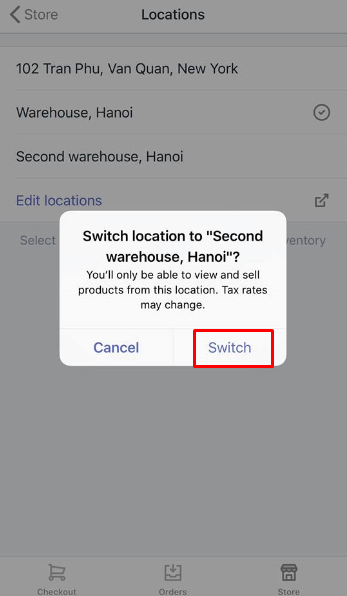 Store
Locations
102 Tran Phu, Van Quan, New York
Warehouse, Hanoi
Second warehouse, Hanoi
Edit locations
Select
Switch location to "Second
warehouse, Hanoi"?
You'll only be able to view and sell
products from this location. Tax rates
may change.
Cancel
Switch
Checkout
Orders
Store